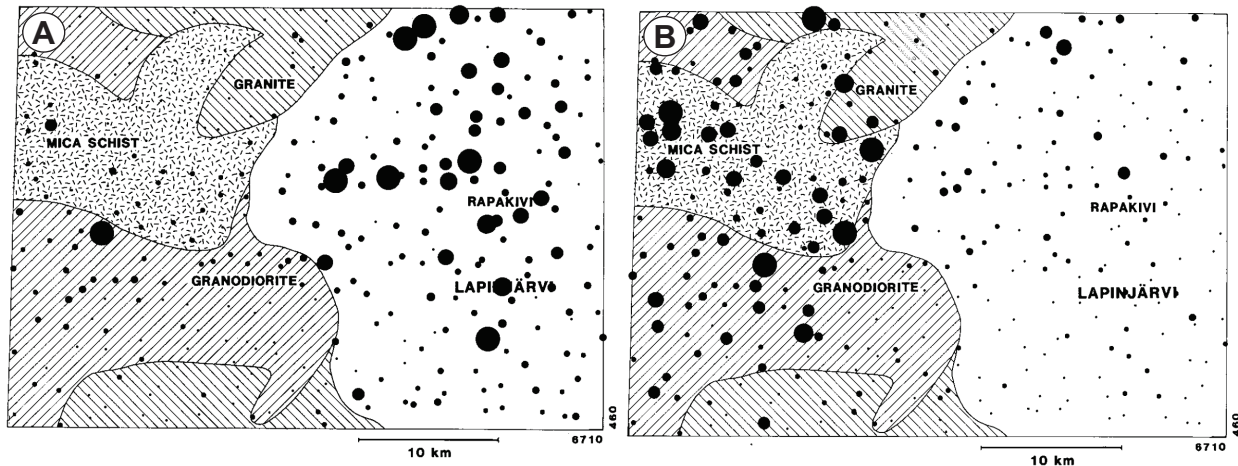 A
GRANITE
MICA SCHIST
RAPAKIVI
GRANODIORITE
LAPINJÄRVI
460
6710
10 km
B
GRANITE
MICA SCHIST
RAPAKIVI
GRANODIORITE
LAPINJÄRVI
460
6710
10 km